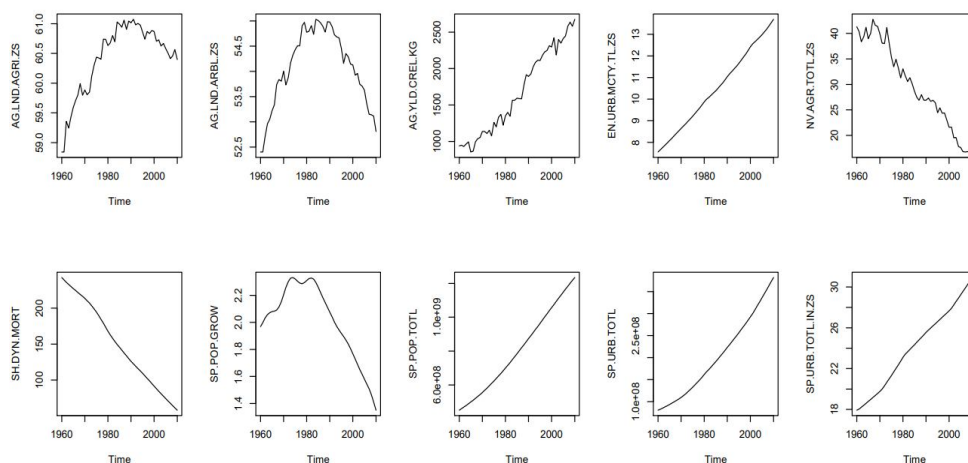 AG.LND.AGRI.ZS
59.0 59.5 60.0 60.5 61.0
1960 1980 2000
Time
AG.LND.ARBL.ZS
52.5 53.0 53.5 54.5
1960 1980 2000
Time
AG.YLD.CREL.KG
1000 1500 2000 2500
1960 1980 2000
Time
EN.URB.MCTY.TL.ZS
8 9 10 11 12 13
1960 1980 2000
Time
NV.AGR.TOTL.ZS
20 25 30 35 40
1960 1980 2000
Time
SH.DYN.MORT
100 150 200
1960 1980 2000
Time
SP.POP.GROW
1.4 1.6 1.8 2.0 2.2
1960 1980 2000
Time
SP.POP.TOTL
6.0e+08 1.0e+09
1960 1980 2000
Time
SP.URB.TOTL
1.0e+08 2.5e+08
1960 1980 2000
Time
SP.URB.TOTL.IN.ZS
18 22 26 30
1960 1980 2000
Time